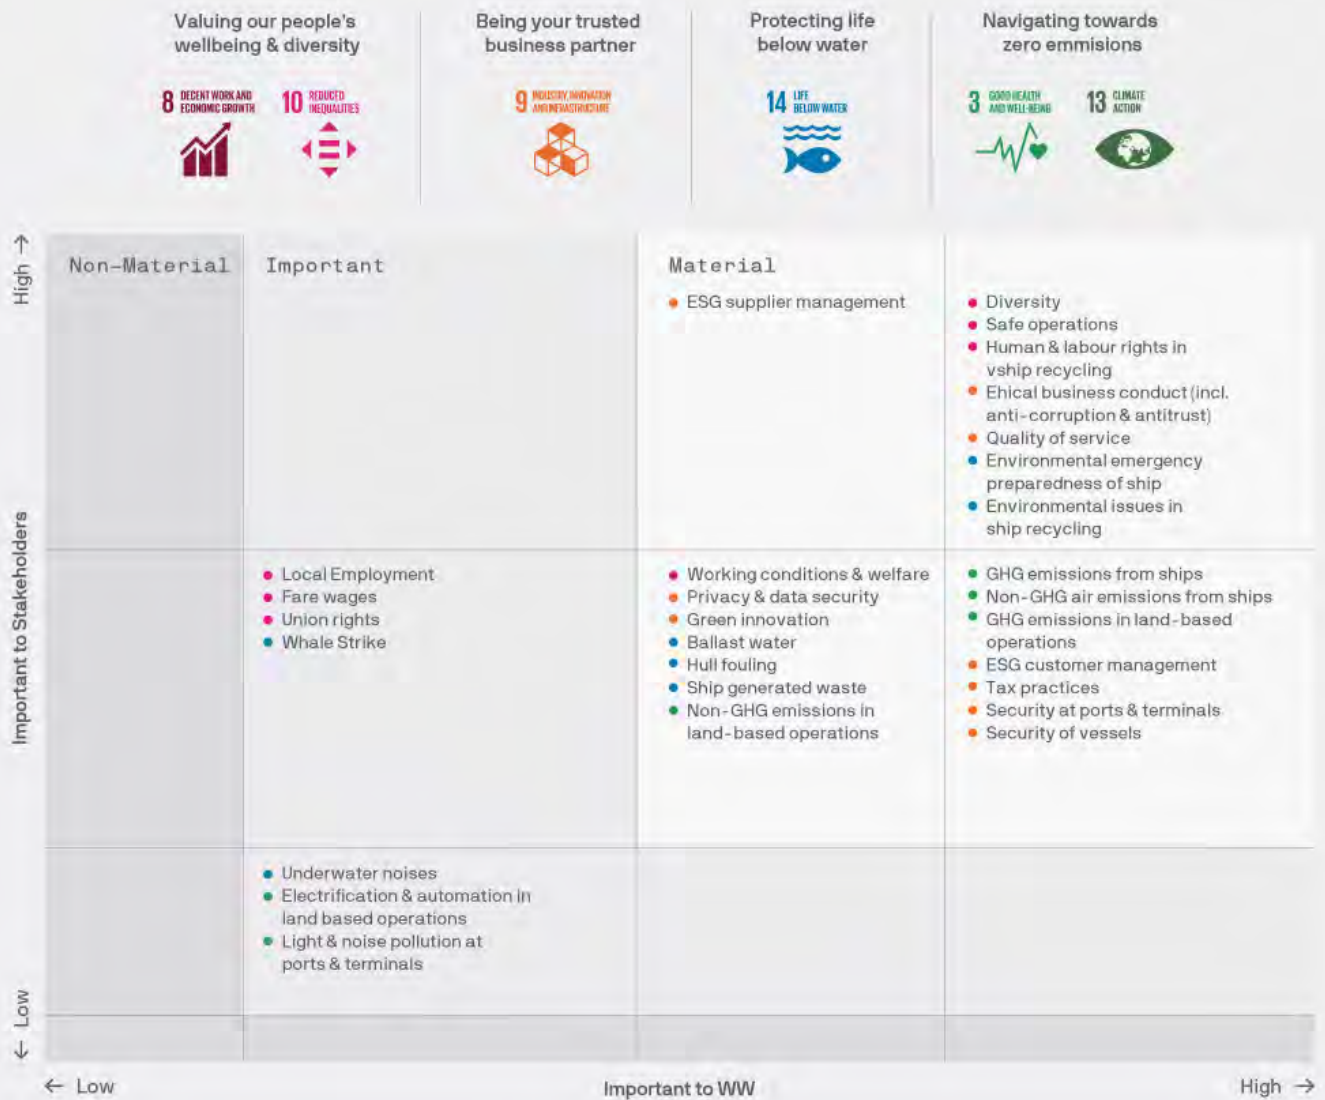 Valuing our people's
wellbeing & diversity
Being your trusted
business partner
Protecting life
below water
Navigating towards
zero emmisions
8 DECENT WORK AND
ECONOMIC GROWTH
10 REDUCED
INEQUALITIES
9 INDUSTRY, INNOVATION
AND INFRASTRUCTURE
14 LIFE
BELOW WATER
3 GOOD HEALTH
AND WELL-BEING
13 CLIMATE
ACTION
High →
Important to Stakeholders
← Low
Non-Material
Important
Material
ESG supplier management
Diversity
Safe operations
Human & labour rights in
vship recycling
Ehical business conduct (incl.
anti-corruption & antitrust)
Quality of service
Environmental emergency
preparedness of ship
Environmental issues in
ship recycling
Local Employment
Fare wages
Union rights
Whale Strike
Working conditions & welfare
Privacy & data security
Green innovation
Ballast water
Hull fouling
Ship generated waste
Non-GHG emissions in
land-based operations
GHG emissions from ships
Non-GHG air emissions from ships
GHG emissions in land-based
operations
ESG customer management
Tax practices
Security at ports & terminals
Security of vessels
Underwater noises
Electrification & automation in
land based operations
Light & noise pollution at
ports & terminals
← Low
Important to WW
High →